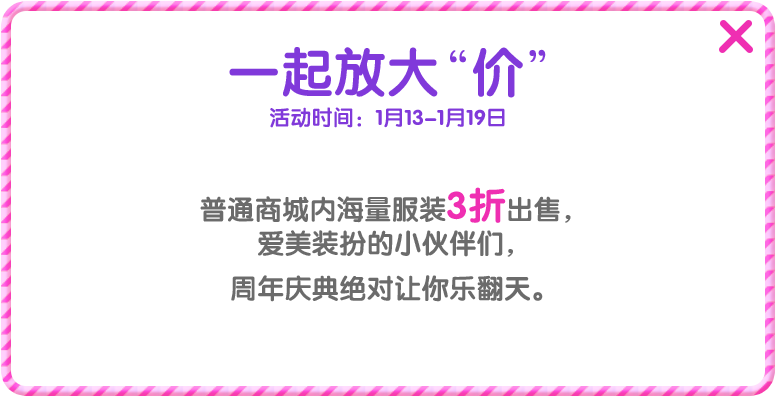 一起放大“价”
活动时间：1月13-1月19日
普通商城内海量服装3折出售，
爱美装扮的小伙伴们，
周年庆典绝对让你乐翻天。